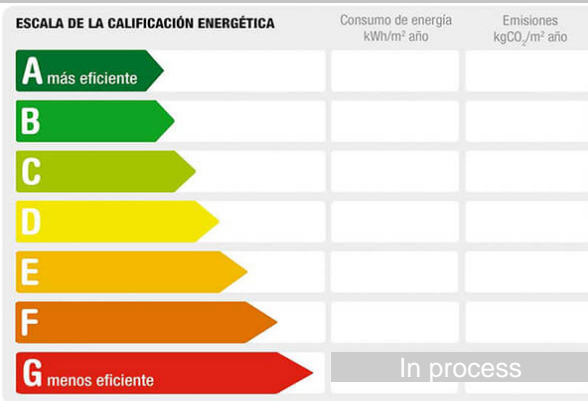 ESCALA DE LA CALIFICACIÓN ENERGÉTICA
Consumo de energía
kWh/m² año
Emisiones
kgCO₂/m² año
A más eficiente
B
C
D
E
F
G menos eficiente
In process